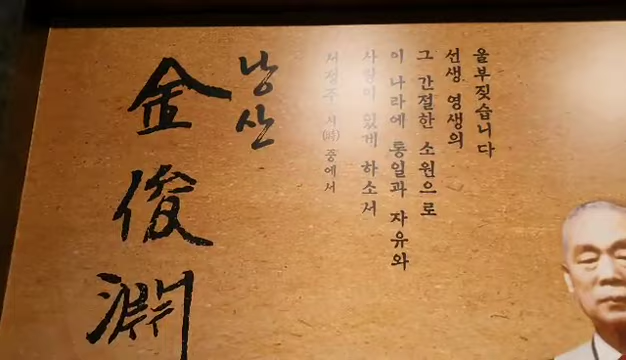 울부짖습니다
선생 영생의
그 간절한 소원으로
이 나라에 통일과 자유와
사랑이 있게 하소서
서정주 시(詩) 중에서
낭산
金俊淵